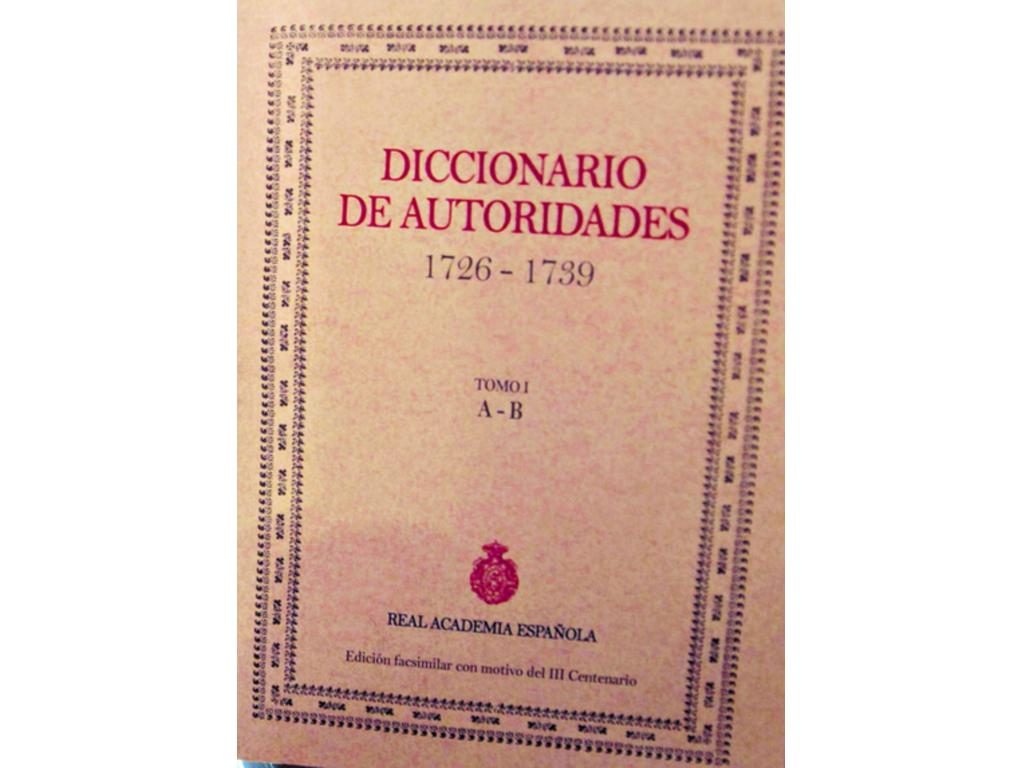 DICCIONARIO
DE AUTORIDADES
1726 - 1739
TOMO I
A - B
REAL ACADEMIA ESPAÑOLA
Edición facsimilar con motivo del III Centenario